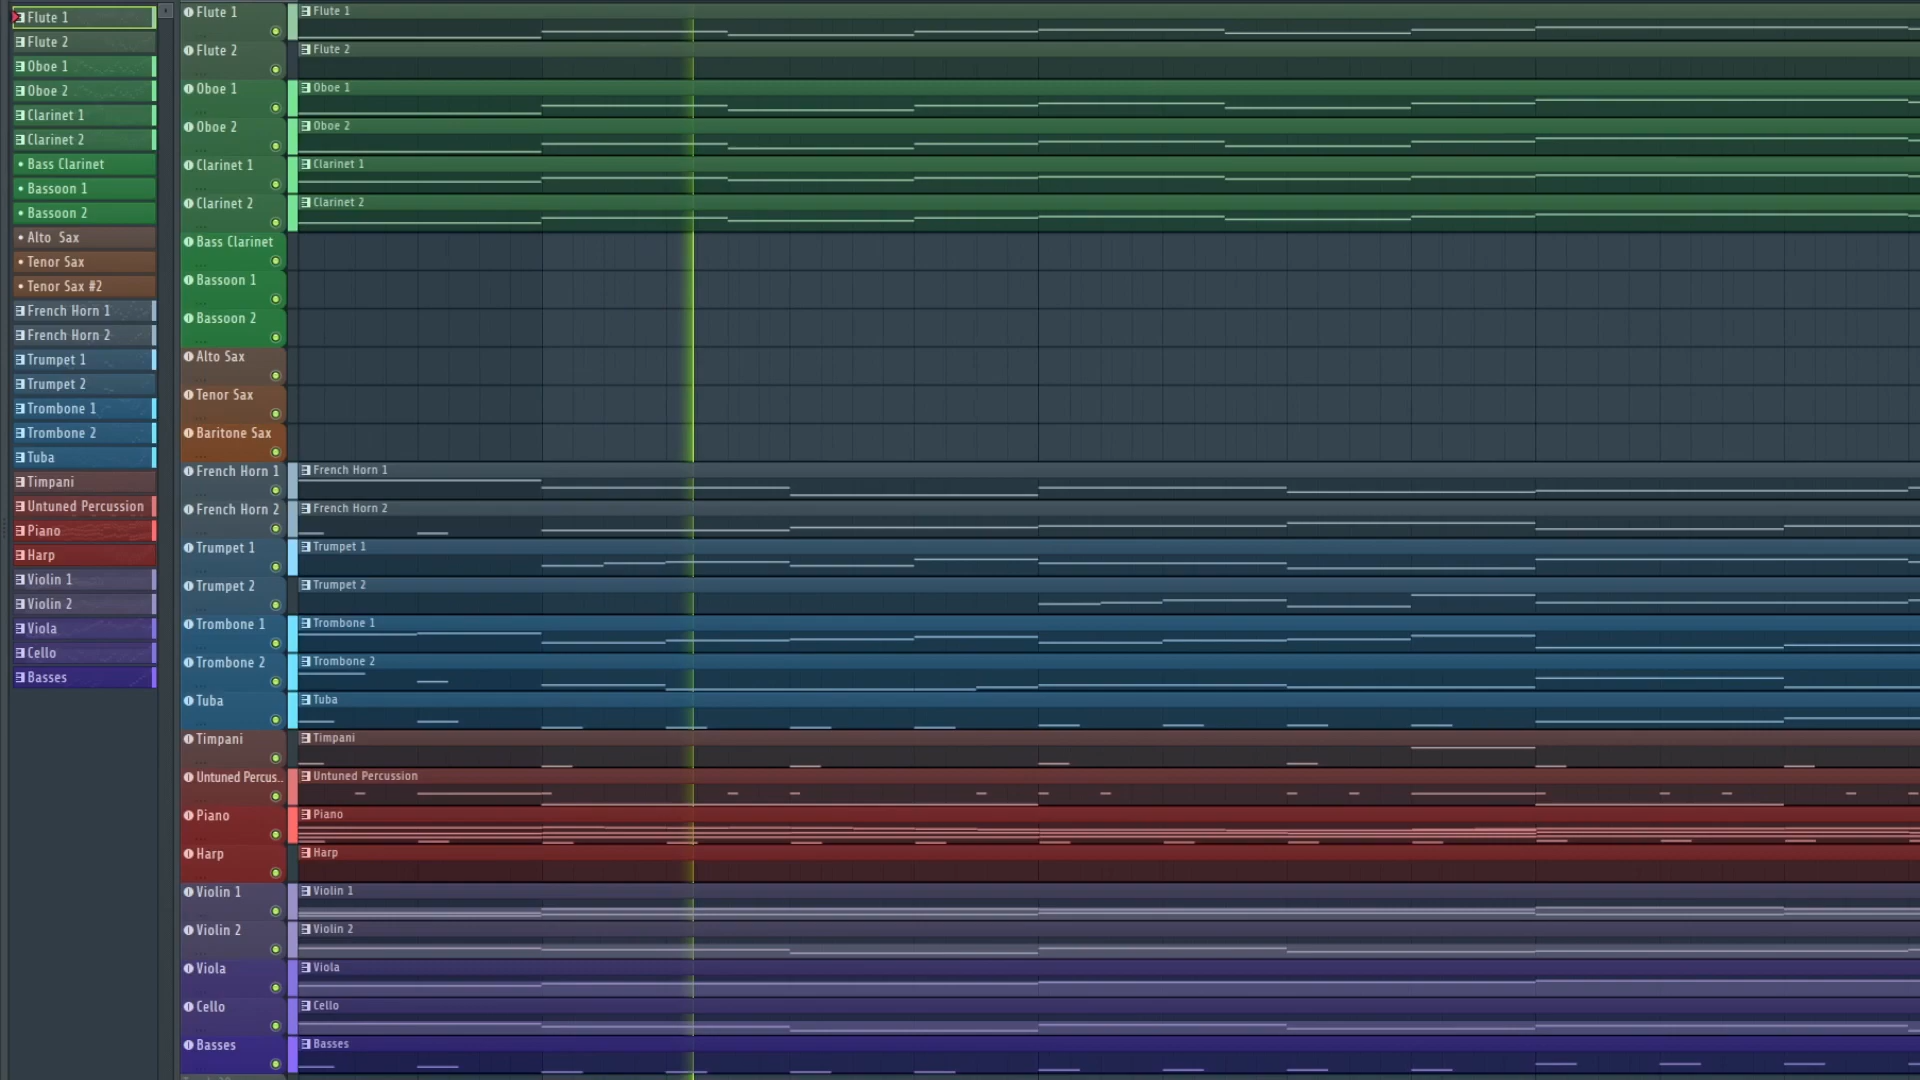 Flute 1
Flute 2
Oboe 1
Oboe 2
Clarinet 1
Clarinet 2
Bass Clarinet
Bassoon 1
Bassoon 2
Alto  Sax
Tenor Sax
Tenor Sax #2
French Horn 1
French Horn 2
Trumpet 1
Trumpet 2
Trombone 1
Trombone 2
Tuba
Timpani
Untuned Percussion
Piano
Harp
Violin 1
Violin 2
Viola
Cello
Basses
Flute 1
Flute 2
Oboe 1
Oboe 2
Clarinet 1
Clarinet 2
Bass Clarinet
Bassoon 1
Bassoon 2
Alto Sax
Tenor Sax
Baritone Sax
French Horn 1
French Horn 2
Trumpet 1
Trumpet 2
Trombone 1
Trombone 2
Tuba
Timpani
Untuned Percus..
Piano
Harp
Violin 1
Violin 2
Viola
Cello
Basses
Flute 1
Flute 2
Oboe 1
Oboe 2
Clarinet 1
Clarinet 2
French Horn 1
French Horn 2
Trumpet 1
Trumpet 2
Trombone 1
Trombone 2
Tuba
Timpani
Untuned Percussion
Piano
Harp
Violin 1
Violin 2
Viola
Cello
Basses